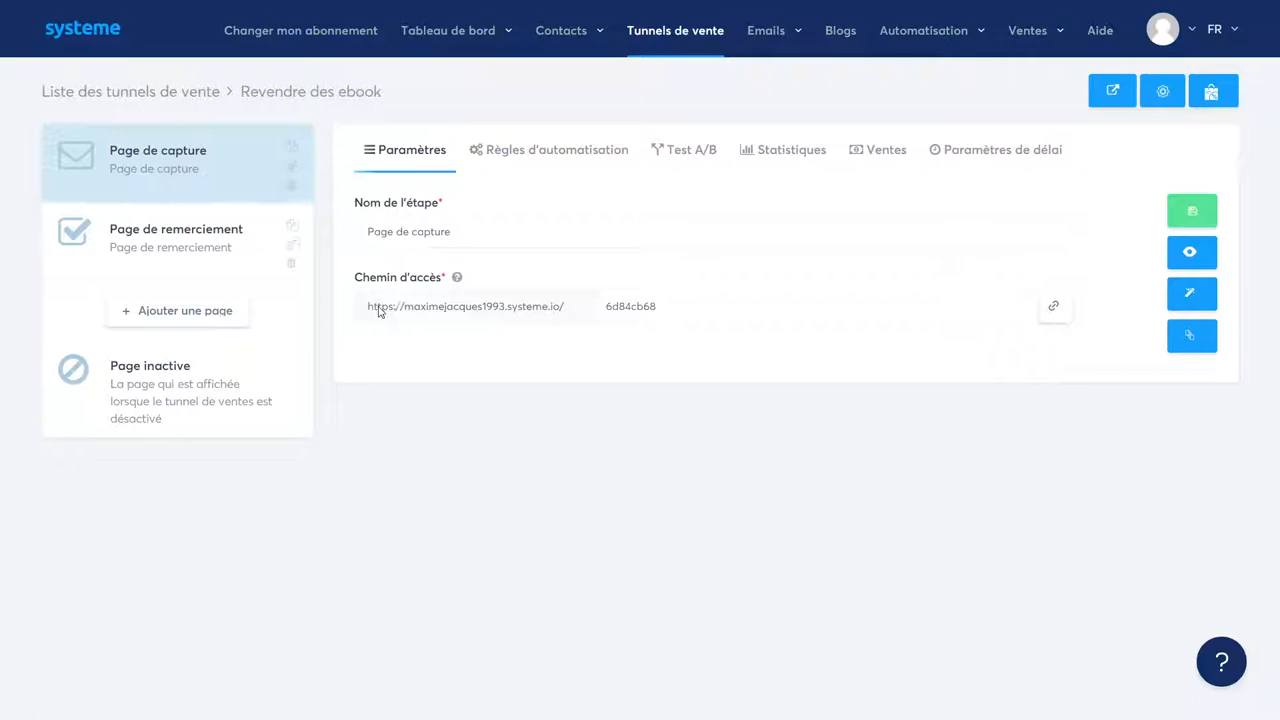 systeme
Changer mon abonnement Tableau de bord Contacts Tunnels de vente Emails Blogs Automatisation Ventes Aide FR
Liste des tunnels de vente > Revendre des ebook
Page de capture
Page de capture
Page de remerciement
Page de remerciement
+ Ajouter une page
Page inactive
La page qui est affichée
lorsque le tunnel de ventes est
désactivé
Paramètres Règles d'automatisation Test A/B Statistiques Ventes Paramètres de délai
Nom de l'étape*
Page de capture
Chemin d'accès* ?
https://maximejacques1993.systeme.io/ 6d84cb68
?